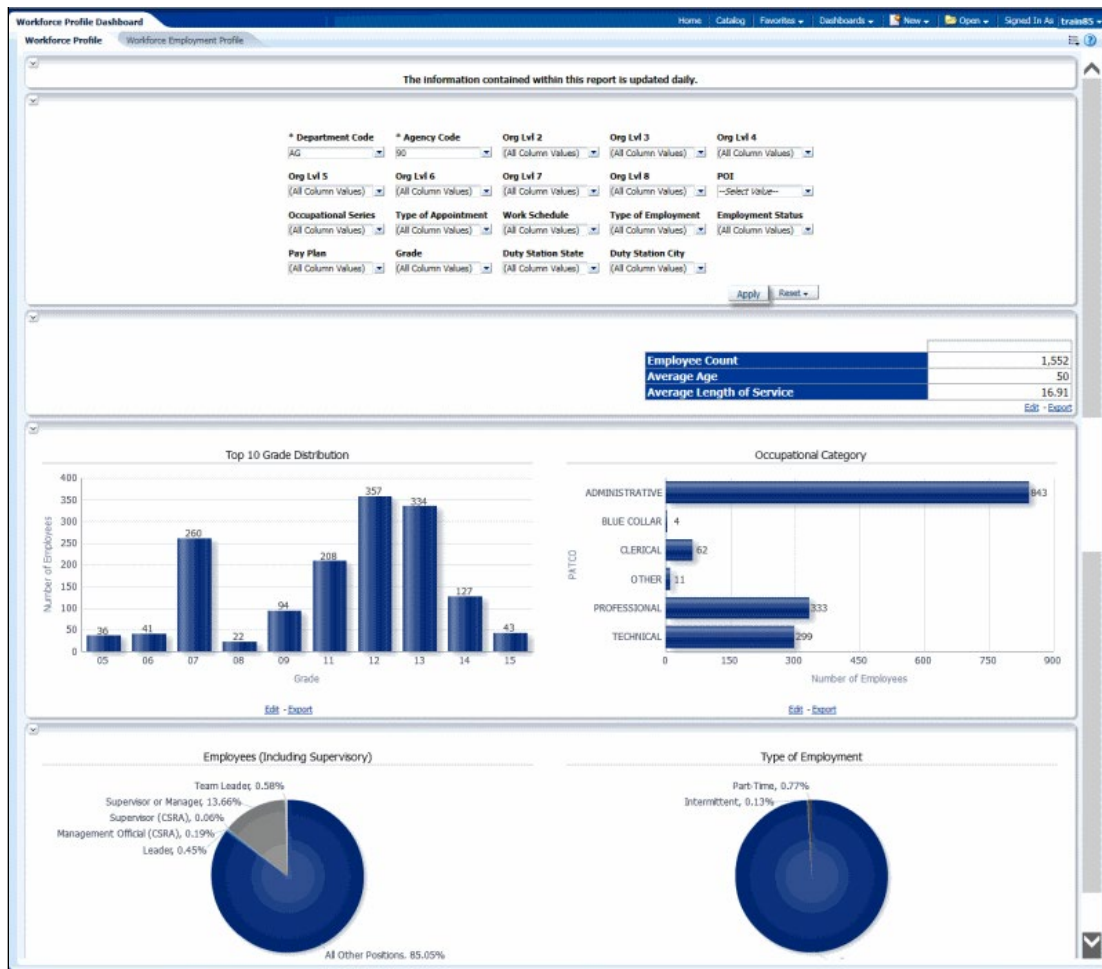 Workforce Profile Dashboard
Home Catalog Favorites Dashboards New Open Signed In As train85
Workforce Profile Workforce Employment Profile
The information contained within this report is updated daily.
* Department Code * Agency Code Org Lvl 2 Org Lvl 3 Org Lvl 4
AG 90 (All Column Values) (All Column Values) (All Column Values)
Org Lvl 5 Org Lvl 6 Org Lvl 7 Org Lvl 8 POI
(All Column Values) (All Column Values) (All Column Values) (All Column Values) --Select Value--
Occupational Series Type of Appointment Work Schedule Type of Employment Employment Status
(All Column Values) (All Column Values) (All Column Values) (All Column Values) (All Column Values)
Pay Plan Grade Duty Station State Duty Station City
(All Column Values) (All Column Values) (All Column Values) (All Column Values)
Apply Reset
Employee Count 1,552
Average Age 50
Average Length of Service 16.91
Edit - Export
Top 10 Grade Distribution
Number of Employees
400
350
300
250
200
150
100
50
0
36 41 260 22 94 208 357 334 127 43
05 06 07 08 09 11 12 13 14 15
Grade
Edit - Export
Occupational Category
PATCO
ADMINISTRATIVE 843
BLUE COLLAR 4
CLERICAL 62
OTHER 11
PROFESSIONAL 333
TECHNICAL 299
0 150 300 450 600 750 900
Number of Employees
Edit - Export
Employees (Including Supervisory)
Team Leader, 0.58%
Supervisor or Manager, 13.66%
Supervisor (CSRA), 0.06%
Management Official (CSRA), 0.19%
Leader, 0.45%
All Other Positions, 85.05%
Type of Employment
Part-Time, 0.77%
Intermittent, 0.13%